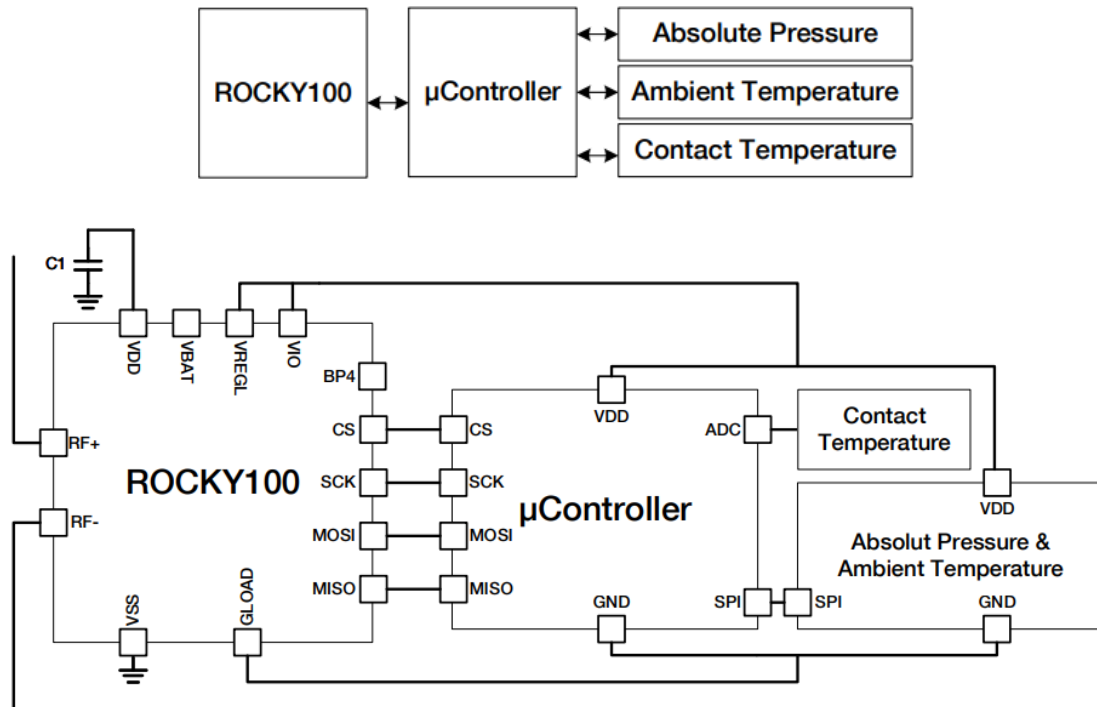 ROCKY100
µController
Absolute Pressure
Ambient Temperature
Contact Temperature
C1
VDD
VBAT
VREGL
VIO
BP4
CS
SCK
MOSI
MISO
RF+
RF-
ROCKY100
VSS
GLOAD
CS
SCK
MOSI
MISO
VDD
ADC
µController
GND
SPI
Contact
Temperature
VDD
Absolut Pressure &
Ambient Temperature
SPI
GND